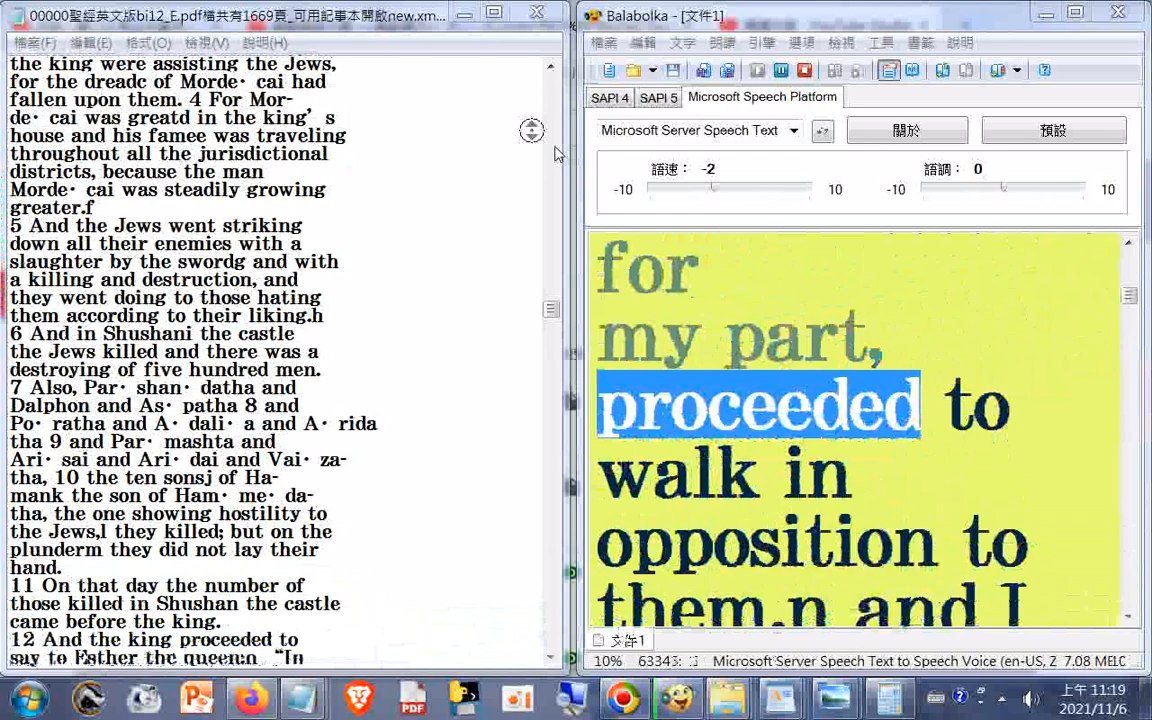 00000聖經英文版bi12_E.pdf檔共有1669頁_可用記事本開啟new.xm...
檔案(F) 編輯(E) 格式(O) 檢視(V) 說明(H)
the king were assisting the Jews,
for the dreadc of Morde· cai had
fallen upon them. 4 For Mor-
de· cai was greatd in the king’s
house and his famee was traveling
throughout all the jurisdictional
districts, because the man
Morde· cai was steadily growing
greater.f
5 And the Jews went striking
down all their enemies with a
slaughter by the swordg and with
a killing and destruction, and
they went doing to those hating
them according to their liking.h
6 And in Shushani the castle
the Jews killed and there was a
destroying of five hundred men.
7 Also, Par· shan· datha and
Dalphon and As· patha 8 and
Po· ratha and A· dali· a and A· rida
tha 9 and Par· mashta and
Ari· sai and Ari· dai and Vai· za-
tha, 10 the ten sonsj of Ha-
mank the son of Ham· me· da-
tha, the one showing hostility to
the Jews,l they killed; but on the
plunderm they did not lay their
hand.
11 On that day the number of
those killed in Shushan the castle
came before the king.
12 And the king proceeded to
say to Esther the queen:n “In
Balabolka - [文件1]
檔案 編輯 文字 朗讀 引擎 選項 檢視 工具 書籤 說明
SAPI 4 SAPI 5 Microsoft Speech Platform
Microsoft Server Speech Text 關於 預設
語速： -2 語調： 0
-10 10 -10 10
for
my part,
proceeded to
walk in
opposition to
them,n and I
文件1
10% Microsoft Server Speech Text to Speech Voice (en-US, 2 7.08
PDF
上午 11:19
2021/11/6